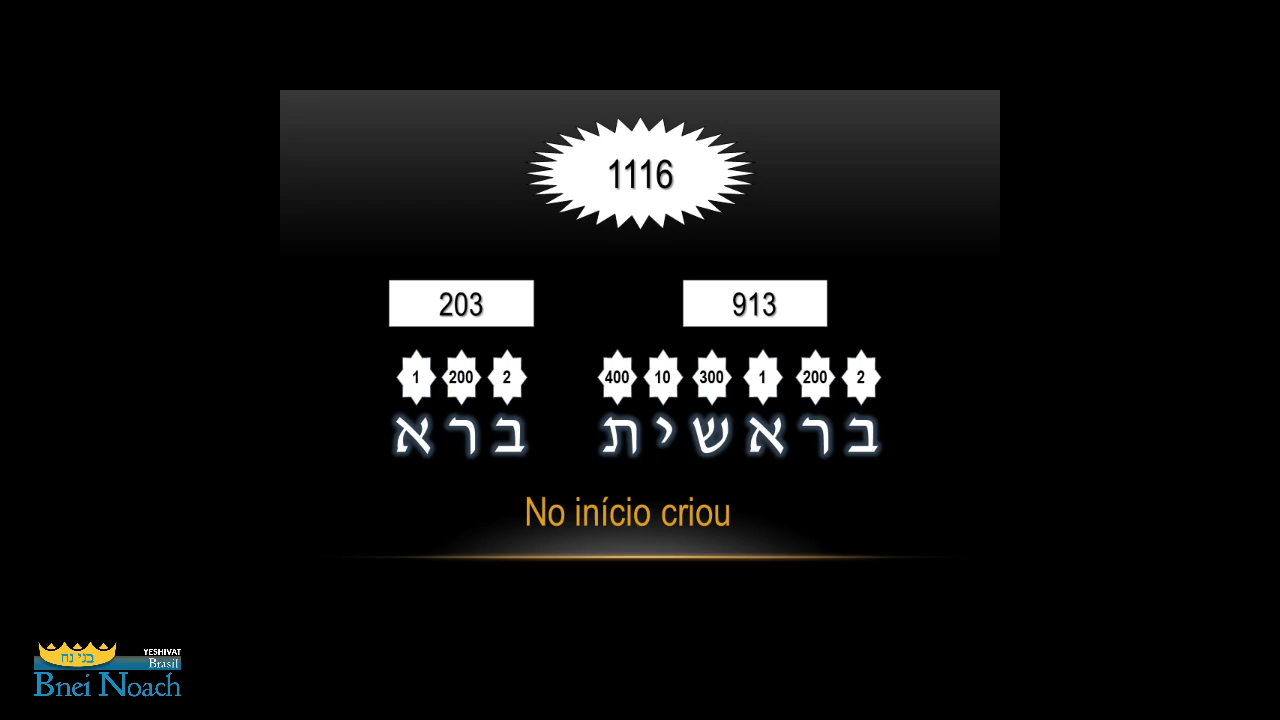 1116
203 913
1 200 2 400 10 300 1 200 2
בראשית ברא
No início criou
בני נח
YESHIVAT
Brasil
Bnei Noach